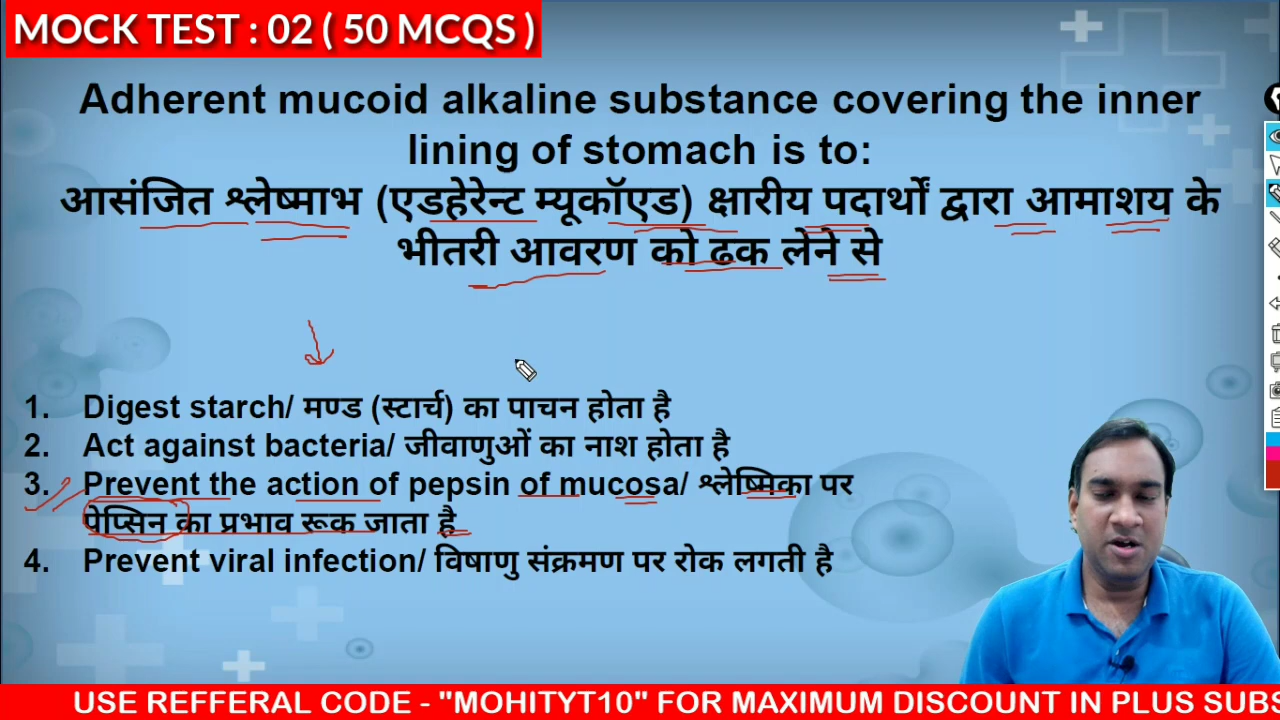 MOCK TEST : 02 ( 50 MCQS )
Adherent mucoid alkaline substance covering the inner
lining of stomach is to:
आसंजित श्लेष्माभ (एडहेरेन्ट म्यूकॉएड) क्षारीय पदार्थों द्वारा आमाशय के
भीतरी आवरण को ढक लेने से
1. Digest starch/ मण्ड (स्टार्च) का पाचन होता है
2. Act against bacteria/ जीवाणुओं का नाश होता है
3. Prevent the action of pepsin of mucosa/ श्लेष्मिका पर
पेप्सिन का प्रभाव रूक जाता है
4. Prevent viral infection/ विषाणु संक्रमण पर रोक लगती है
USE REFFERAL CODE - "MOHITYT10" FOR MAXIMUM DISCOUNT IN PLUS SUBS